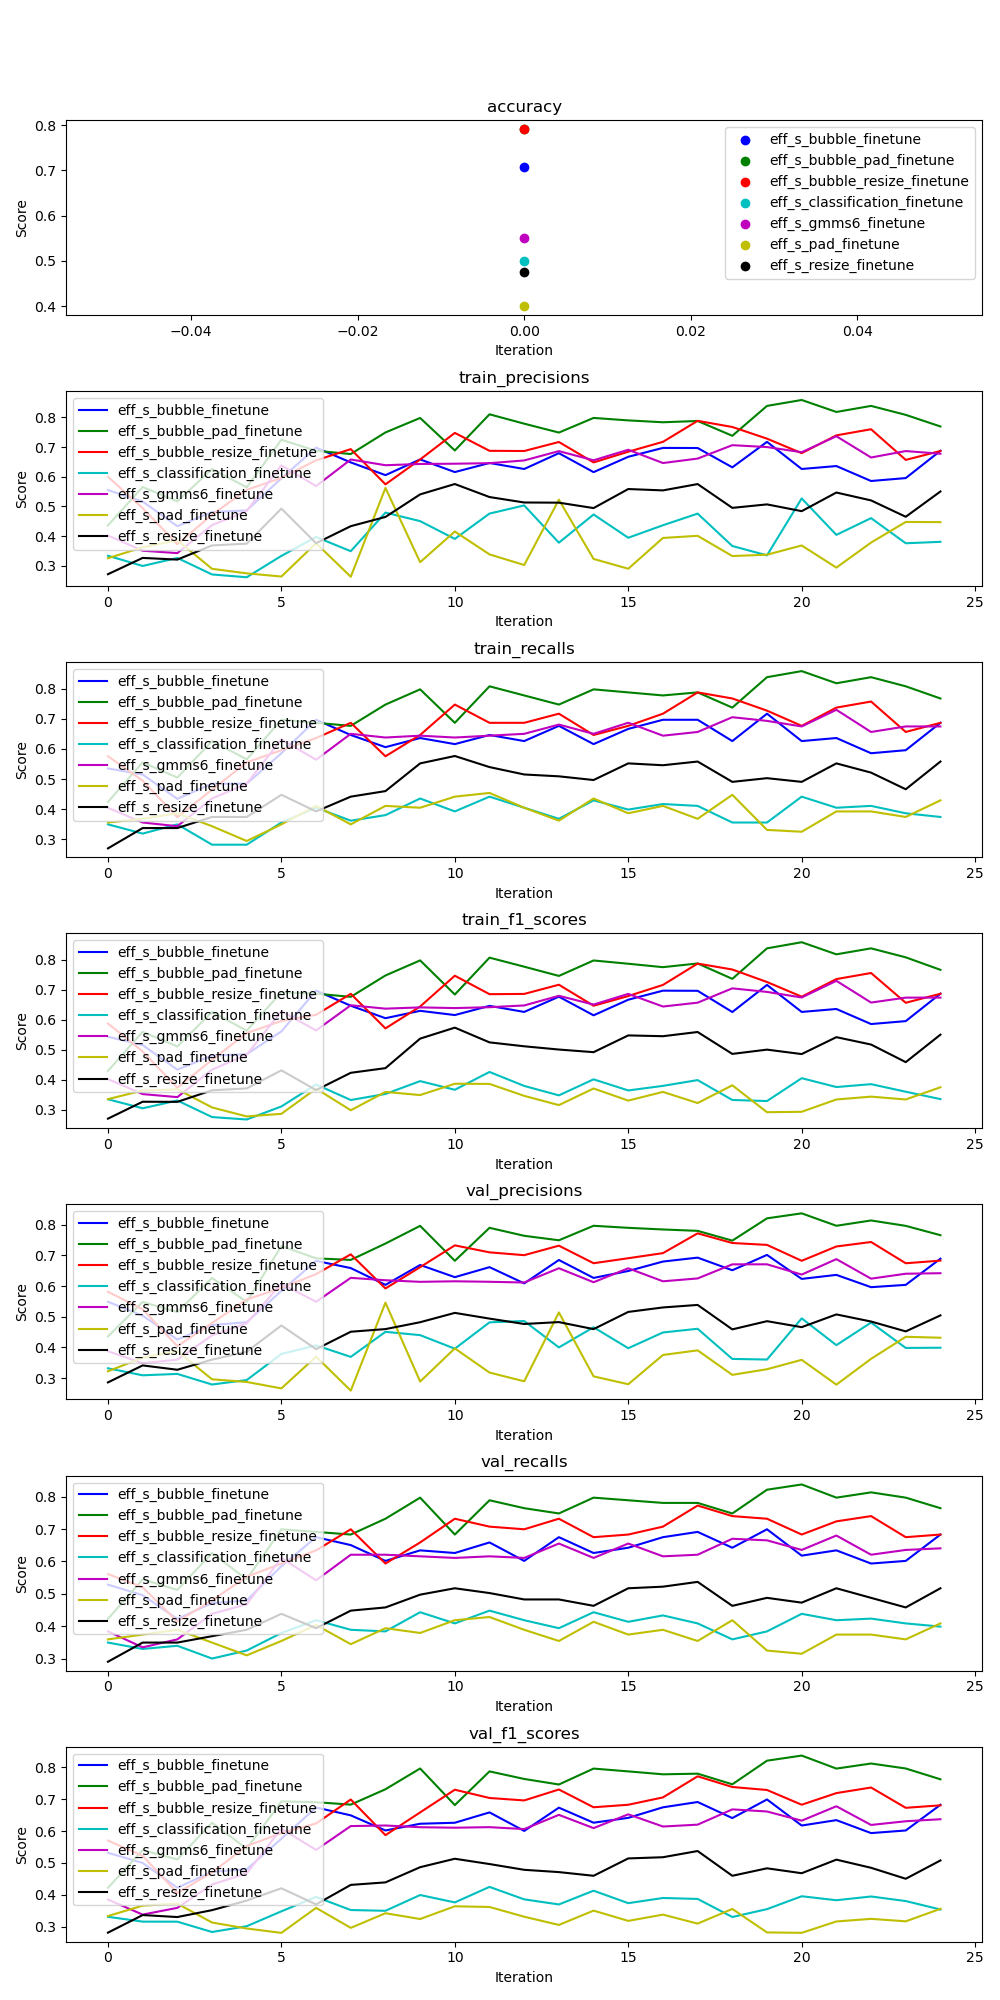 accuracy
0.8
0.7
0.6
0.5
0.4
Score
eff_s_bubble_finetune
eff_s_bubble_pad_finetune
eff_s_bubble_resize_finetune
eff_s_classification_finetune
eff_s_gmms6_finetune
eff_s_pad_finetune
eff_s_resize_finetune
−0.04 −0.02 0.00 0.02 0.04
Iteration
train_precisions
0.8
0.7
0.6
0.5
0.4
0.3
Score
eff_s_bubble_finetune
eff_s_bubble_pad_finetune
eff_s_bubble_resize_finetune
eff_s_classification_finetune
eff_s_gmms6_finetune
eff_s_pad_finetune
eff_s_resize_finetune
0 5 10 15 20 25
Iteration
train_recalls
0.8
0.7
0.6
0.5
0.4
0.3
Score
eff_s_bubble_finetune
eff_s_bubble_pad_finetune
eff_s_bubble_resize_finetune
eff_s_classification_finetune
eff_s_gmms6_finetune
eff_s_pad_finetune
eff_s_resize_finetune
0 5 10 15 20 25
Iteration
train_f1_scores
0.8
0.7
0.6
0.5
0.4
0.3
Score
eff_s_bubble_finetune
eff_s_bubble_pad_finetune
eff_s_bubble_resize_finetune
eff_s_classification_finetune
eff_s_gmms6_finetune
eff_s_pad_finetune
eff_s_resize_finetune
0 5 10 15 20 25
Iteration
val_precisions
0.8
0.7
0.6
0.5
0.4
0.3
Score
eff_s_bubble_finetune
eff_s_bubble_pad_finetune
eff_s_bubble_resize_finetune
eff_s_classification_finetune
eff_s_gmms6_finetune
eff_s_pad_finetune
eff_s_resize_finetune
0 5 10 15 20 25
Iteration
val_recalls
0.8
0.7
0.6
0.5
0.4
0.3
Score
eff_s_bubble_finetune
eff_s_bubble_pad_finetune
eff_s_bubble_resize_finetune
eff_s_classification_finetune
eff_s_gmms6_finetune
eff_s_pad_finetune
eff_s_resize_finetune
0 5 10 15 20 25
Iteration
val_f1_scores
0.8
0.7
0.6
0.5
0.4
0.3
Score
eff_s_bubble_finetune
eff_s_bubble_pad_finetune
eff_s_bubble_resize_finetune
eff_s_classification_finetune
eff_s_gmms6_finetune
eff_s_pad_finetune
eff_s_resize_finetune
0 5 10 15 20 25
Iteration